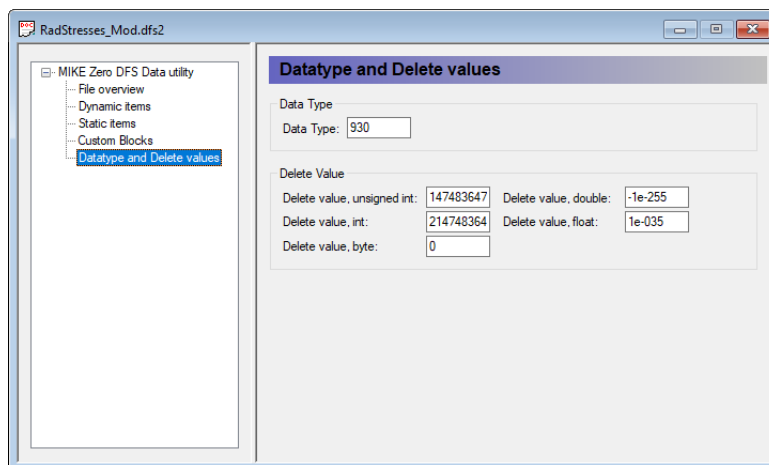 RadStresses_Mod.dfs2
MIKE Zero DFS Data utility
File overview
Dynamic items
Static items
Custom Blocks
Datatype and Delete values
Datatype and Delete values
Data Type
Data Type: 930
Delete Value
Delete value, unsigned int: 147483647 Delete value, double: -1e-255
Delete value, int: 214748364 Delete value, float: 1e-035
Delete value, byte: 0